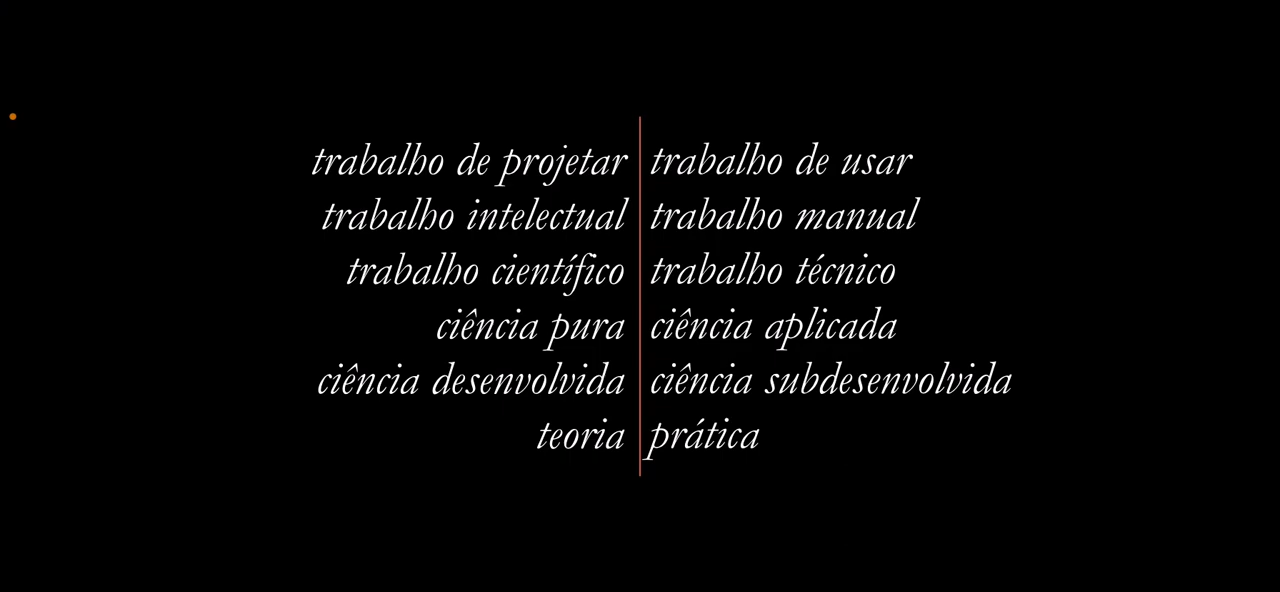 trabalho de projetar trabalho de usar
trabalho intelectual trabalho manual
trabalho científico trabalho técnico
ciência pura ciência aplicada
ciência desenvolvida ciência subdesenvolvida
teoria prática